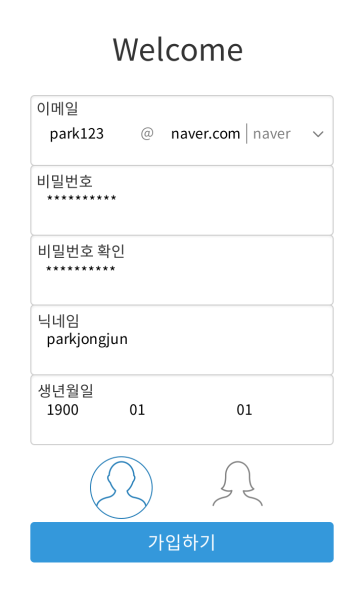 Welcome
이메일
park123 @ naver.com naver
비밀번호
**********
비밀번호 확인
**********
닉네임
parkjongjun
생년월일
1900 01 01
가입하기